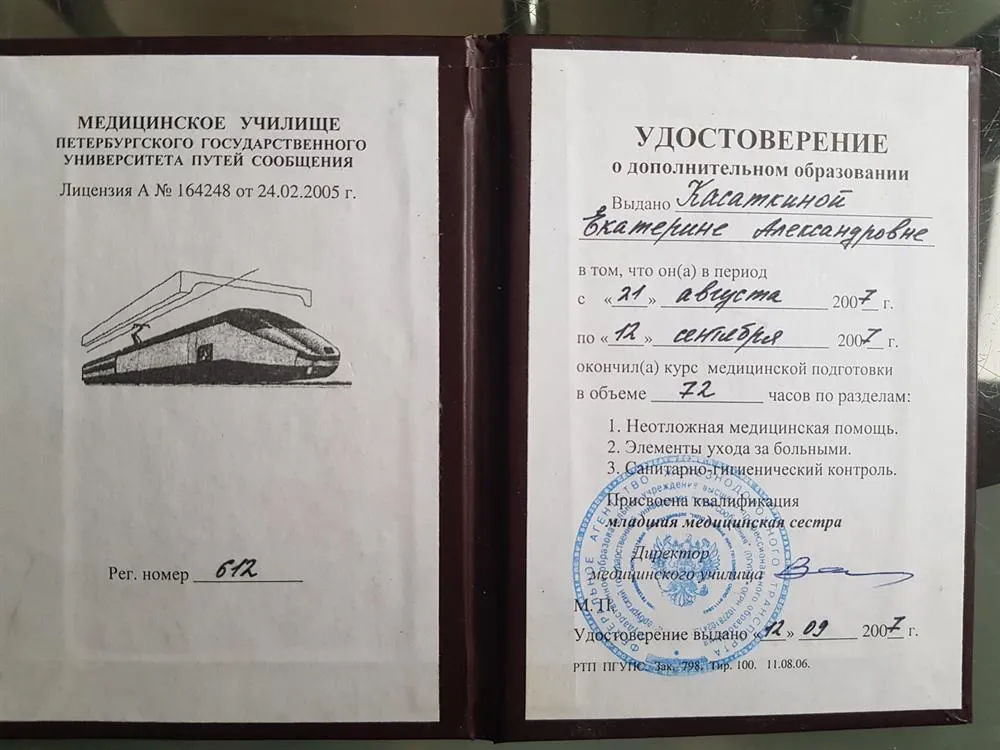 МЕДИЦИНСКОЕ УЧИЛИЩЕ
ПЕТЕРБУРГСКОГО ГОСУДАРСТВЕННОГО
УНИВЕРСИТЕТА ПУТЕЙ СООБЩЕНИЯ
Лицензия А № 164248 от 24.02.2005 г.
Рег. номер 612
УДОСТОВЕРЕНИЕ
о дополнительном образовании
Выдано Касаткиной
Екатерине Александровне
в том, что он(а) в период
с «21» августа 2007 г.
по «12» сентября 2007 г.
окончил(а) курс медицинской подготовки
в объеме 72 часов по разделам:
1. Неотложная медицинская помощь.
2. Элементы ухода за больными.
3. Санитарно-гигиенический контроль.
Присвоена квалификация
младшая медицинская сестра
Директор
медицинского училища
М.П.
Удостоверение выдано «12» 09 2007 г.
РТП ПГУПС. Зак. 798. Тир. 100. 11.08.06.
ФЕДЕРАЛЬНОЕ АГЕНТСТВО ЖЕЛЕЗНОДОРОЖНОГО ТРАНСПОРТА